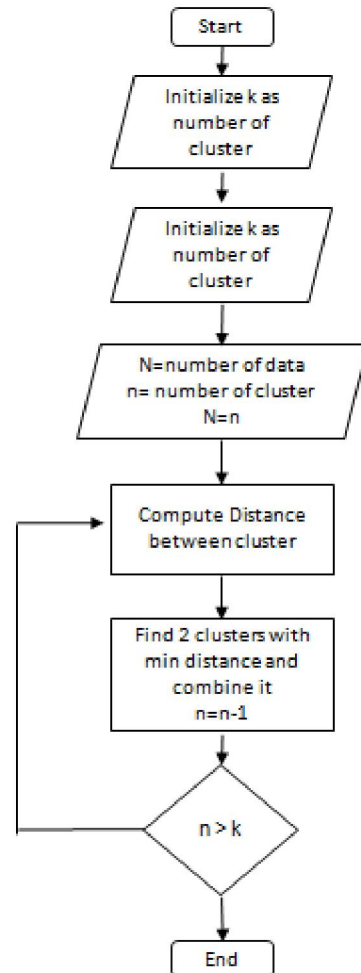 Start
Initialize k as
number of
cluster
Initialize k as
number of
cluster
N=number of data
n= number of cluster
N=n
Compute Distance
between cluster
Find 2 clusters with
min distance and
combine it
n=n-1
n > k
End